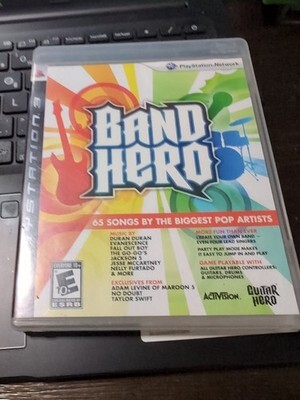 PlayStation Network
PLAYSTATION 3
BAND
HERO
65 SONGS BY THE BIGGEST POP ARTISTS
MUSIC BY
DURAN DURAN
EVANESCENCE
FALL OUT BOY
THE GO-GO'S
JACKSON 5
JESSE MCCARTNEY
NELLY FURTADO
& MORE
EXCLUSIVES FROM
ADAM LEVINE OF MAROON 5
NO DOUBT
TAYLOR SWIFT
MORE FUN THAN EVER
CREATE YOUR OWN BAND –
EVEN FOUR LEAD SINGERS
PARTY PLAY MODE MAKES
IT EASY TO JUMP IN AND PLAY
GAME PLAYABLE WITH
ALL GUITAR HERO CONTROLLERS,
GUITARS, DRUMS
& MICROPHONES
E
ESRB
ACTIVISION
GUITAR
HERO